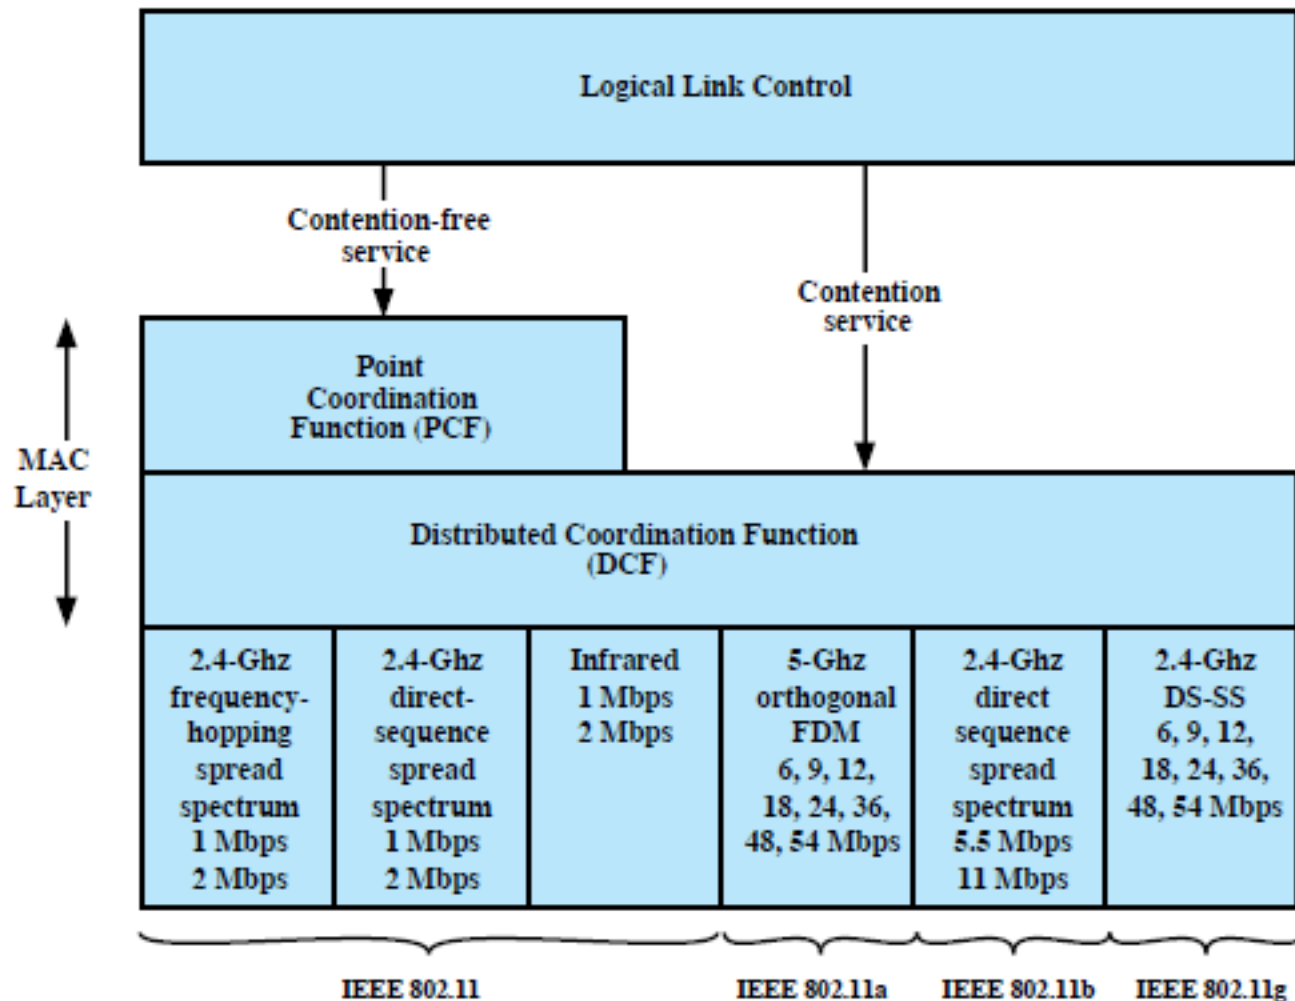 Logical Link Control
Contention-free
service
Contention
service
Point
Coordination
Function (PCF)
MAC
Layer
Distributed Coordination Function
(DCF)
2.4-Ghz
frequency-
hopping
spread
spectrum
1 Mbps
2 Mbps
2.4-Ghz
direct-
sequence
spread
spectrum
1 Mbps
2 Mbps
Infrared
1 Mbps
2 Mbps
5-Ghz
orthogonal
FDM
6, 9, 12,
18, 24, 36,
48, 54 Mbps
2.4-Ghz
direct
sequence
spread
spectrum
5.5 Mbps
11 Mbps
2.4-Ghz
DS-SS
6, 9, 12,
18, 24, 36,
48, 54 Mbps
IEEE 802.11
IEEE 802.11a
IEEE 802.11b
IEEE 802.11g